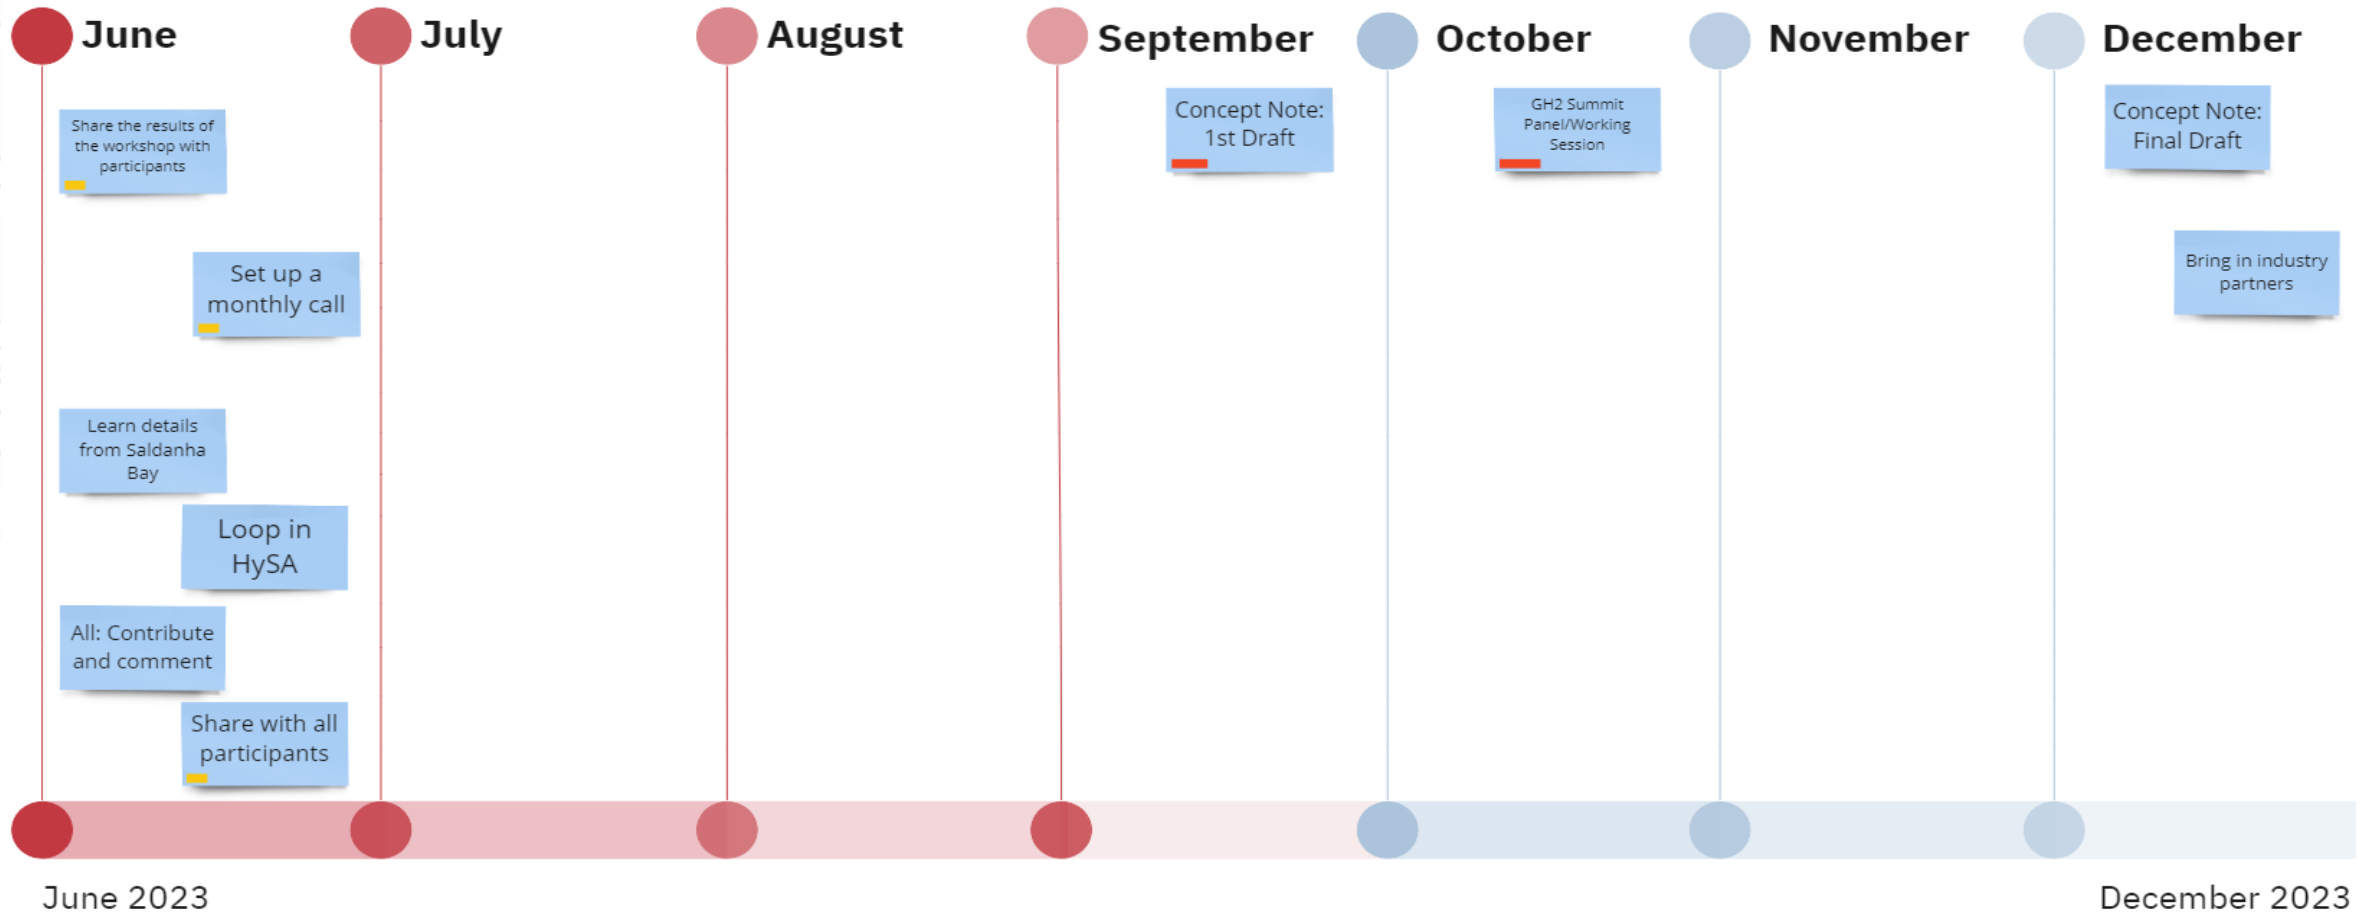 June
July
August
September
October
November
December
Share the results of
the workshop with
participants
Set up a
monthly call
Learn details
from Saldanha
Bay
Loop in
HySA
All: Contribute
and comment
Share with all
participants
Concept Note:
1st Draft
GH2 Summit
Panel/Working
Session
Concept Note:
Final Draft
Bring in industry
partners
June 2023
December 2023